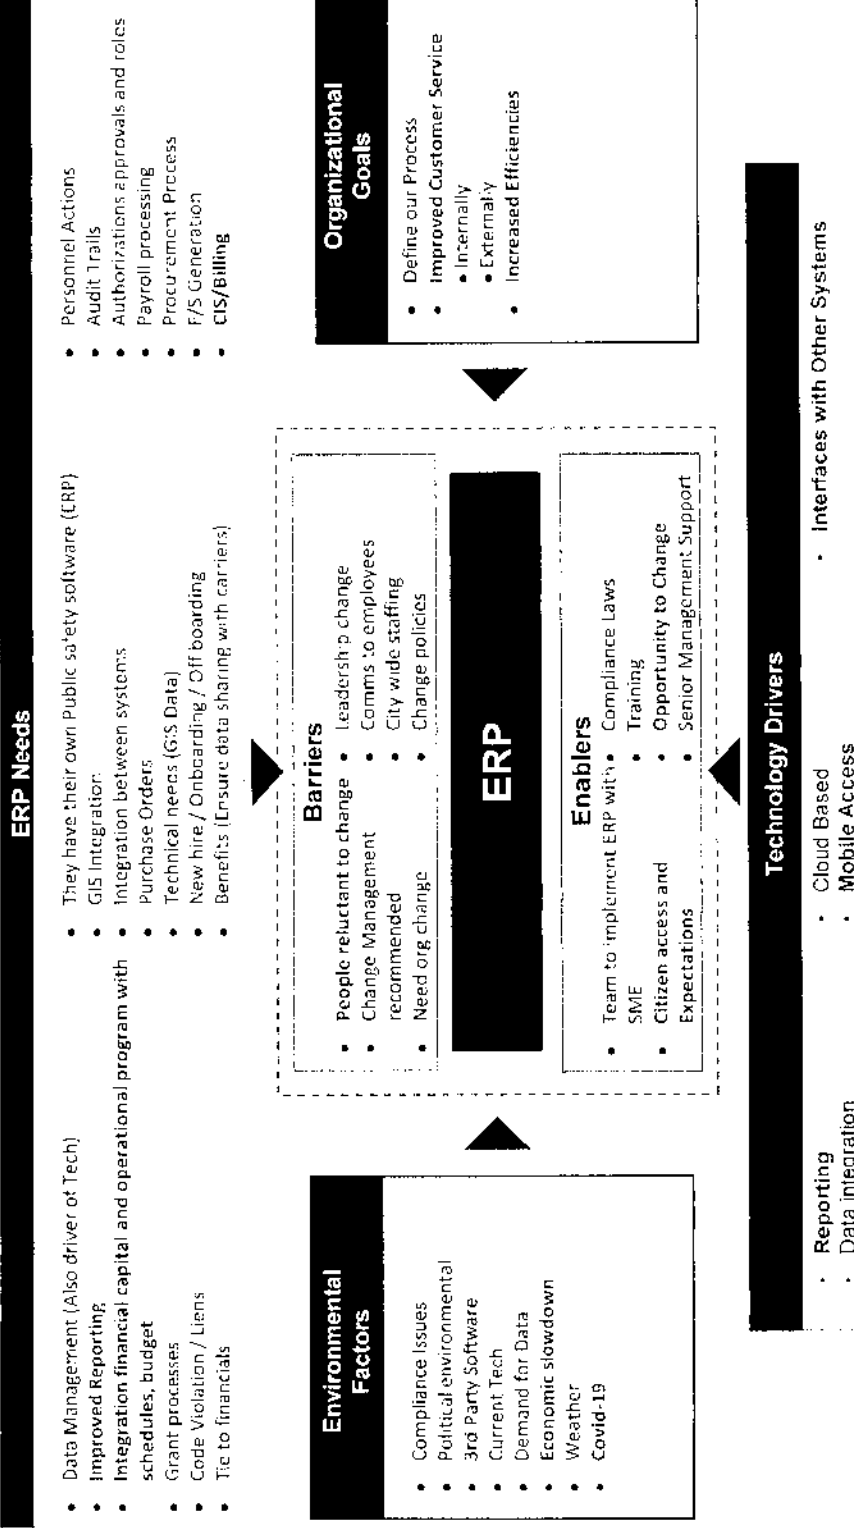 ERP Needs
Data Management (Also driver of Tech)
Improved Reporting
Integration financial capital and operational program with
schedules, budget
Grant processes
Code Violation / Liens
Tie to financials
They have their own Public safety software (ERP)
GIS Integration
Integration between systems
Purchase Orders
Technical needs (GIS Data)
New hire / Onboarding / Off boarding
Benefits (Ensure data sharing with carriers)
Personnel Actions
Audit Trails
Authorizations approvals and roles
Payroll processing
Procurement Process
F/S Generation
CIS/Billing
Environmental
Factors
Compliance Issues
Political environmental
3rd Party Software
Current Tech
Demand for Data
Economic slowdown
Weather
Covid-19
Barriers
People reluctant to change
Change Management
recommended
Need org change
Leadership change
Comms to employees
City wide staffing
Change policies
ERP
Enablers
Team to implement ERP with
SME
Citizen access and
Expectations
Compliance Laws
Training
Opportunity to Change
Senior Management Support
Organizational
Goals
Define our Process
Improved Customer Service
Internally
Externally
Increased Efficiencies
Technology Drivers
Reporting
Data integration
Cloud Based
Mobile Access
Interfaces with Other Systems